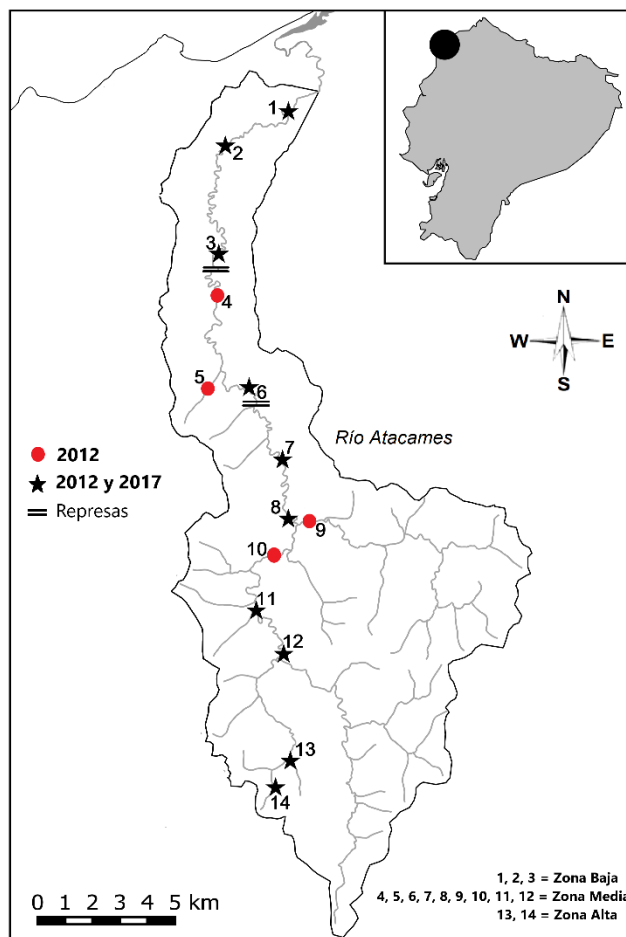 1
2
3
4
5
6
7
8
9
10
11
12
13
14
N
W E
S
Río Atacames
2012
2012 y 2017
Represas
0 1 2 3 4 5 km
1, 2, 3 = Zona Baja
4, 5, 6, 7, 8, 9, 10, 11, 12 = Zona Media
13, 14 = Zona Alta